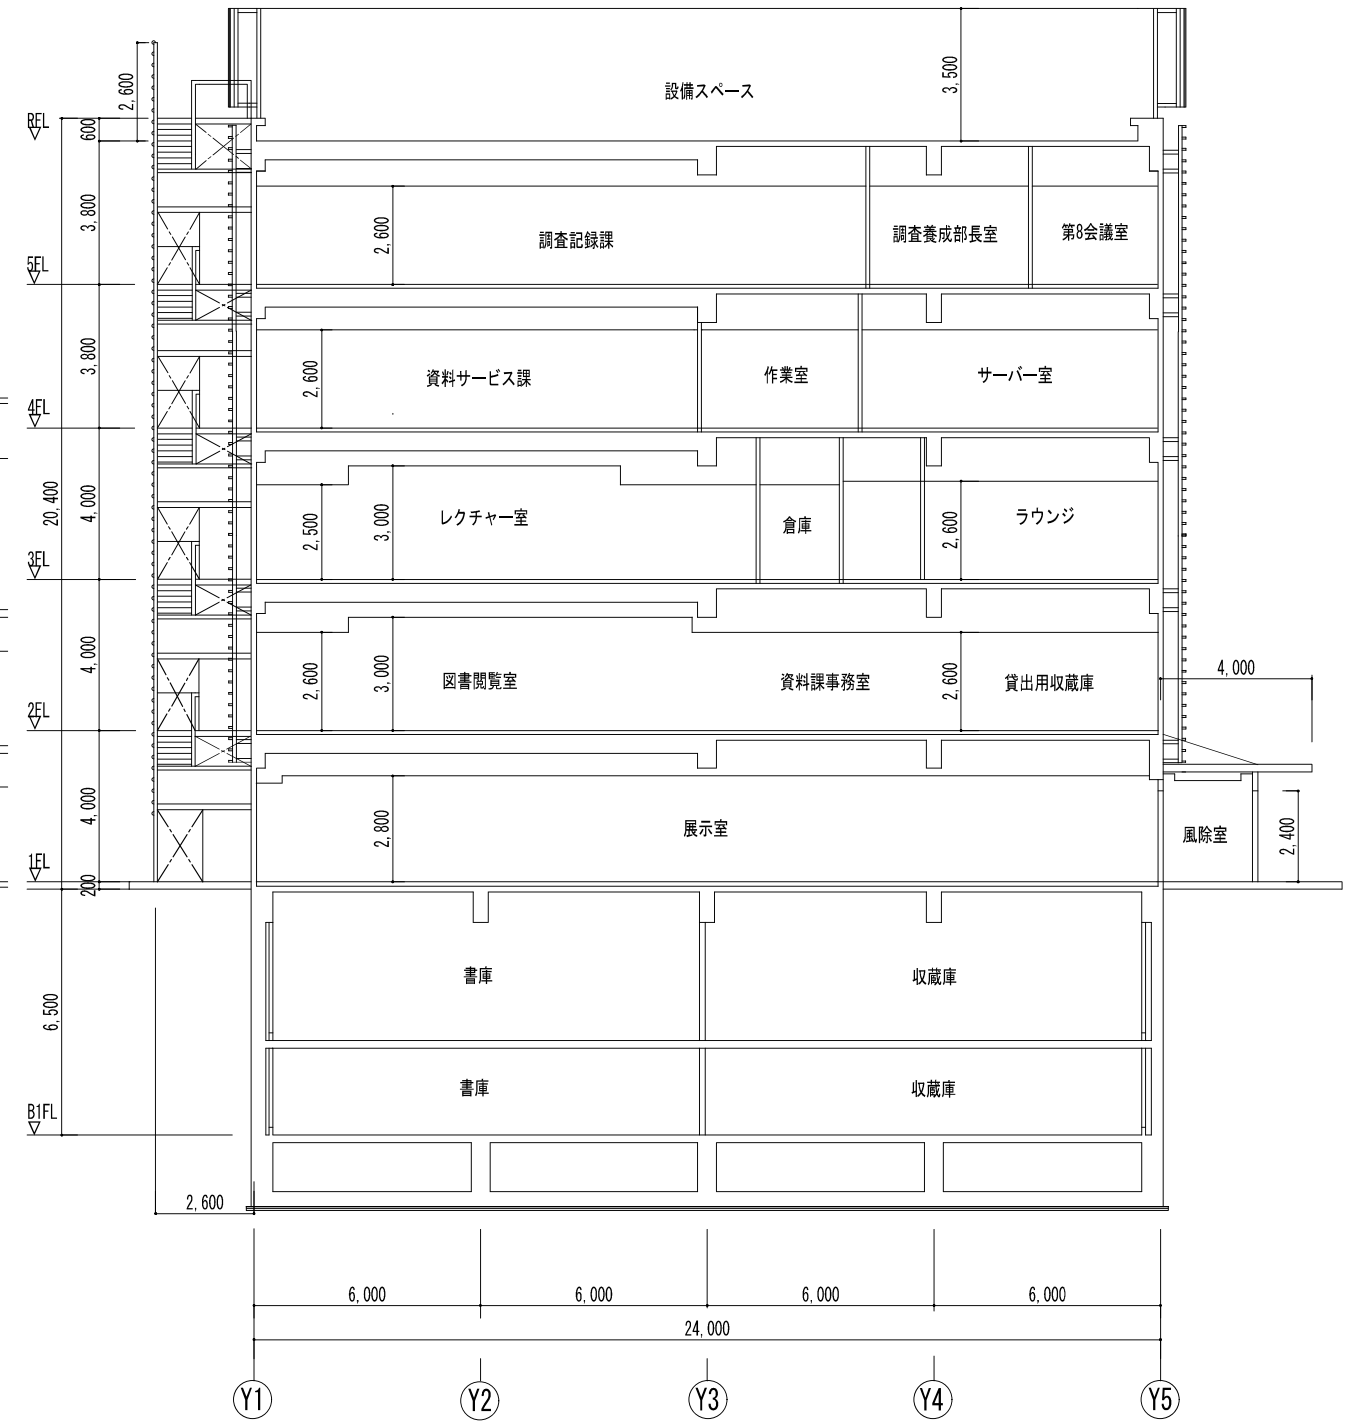 設備スペース
3,500
2,600
RFL
600
3,800
2,600
調査記録課
調査養成部長室
第8会議室
5FL
3,800
2,600
資料サービス課
作業室
サーバー室
4FL
20,400
4,000
2,500
3,000
レクチャー室
倉庫
2,600
ラウンジ
3FL
4,000
2,600
3,000
図書閲覧室
資料課事務室
2,600
貸出用収蔵庫
4,000
2FL
4,000
2,800
展示室
風除室
2,400
1FL
200
書庫
収蔵庫
6,500
書庫
収蔵庫
B1FL
2,600
6,000
6,000
6,000
6,000
24,000
Y1
Y2
Y3
Y4
Y5